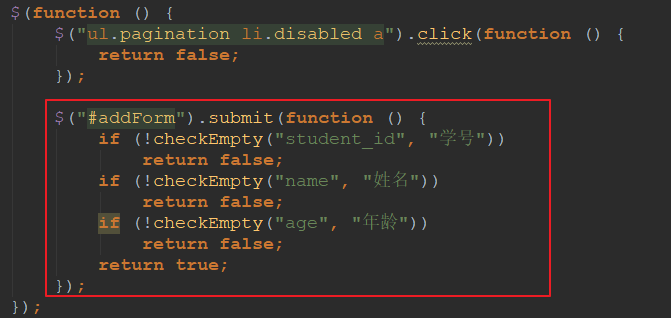 $(function () {
$("ul.pagination li.disabled a").click(function () {
return false;
});
$("#addForm").submit(function () {
if (!checkEmpty("student_id", "学号"))
return false;
if (!checkEmpty("name", "姓名"))
return false;
if (!checkEmpty("age", "年龄"))
return false;
return true;
});
});